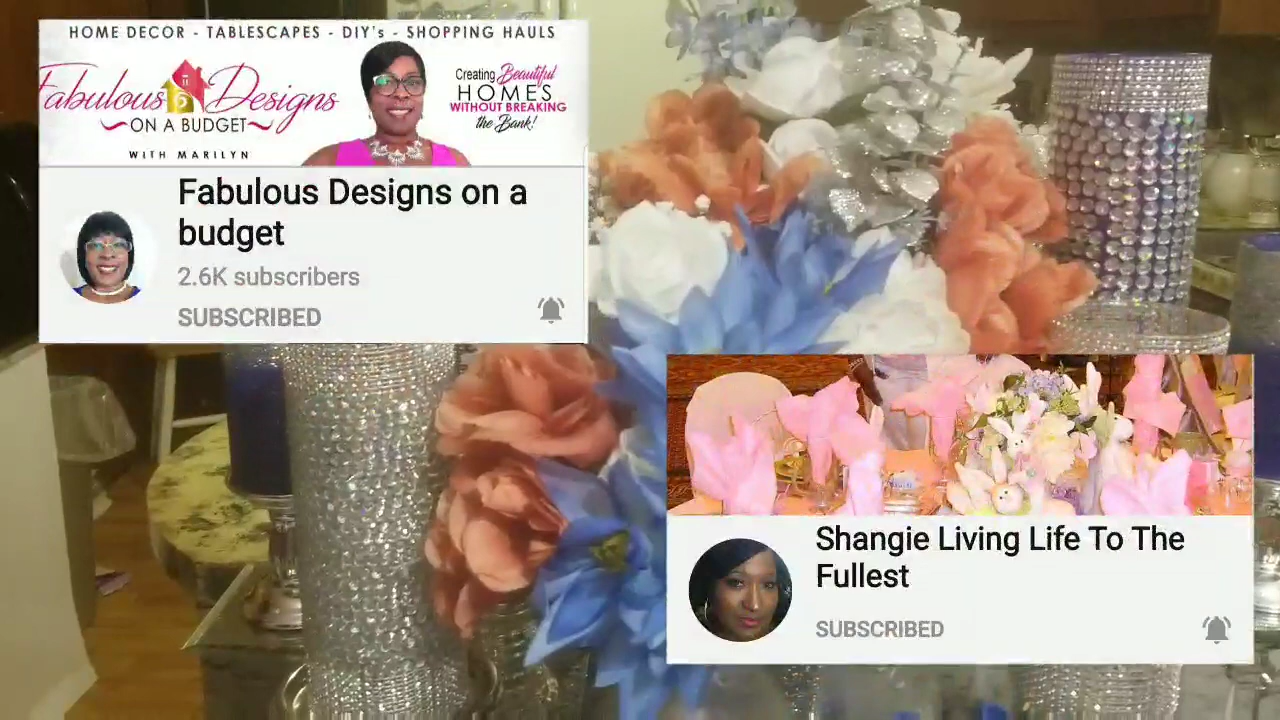 HOME DECOR - TABLESCAPES - DIY's - SHOPPING HAULS
Fabulous Designs
ON A BUDGET
WITH MARILYN
Creating Beautiful
HOMES
WITHOUT BREAKING
the Bank!
Fabulous Designs on a
budget
2.6K subscribers
SUBSCRIBED
Shangie Living Life To The
Fullest
SUBSCRIBED